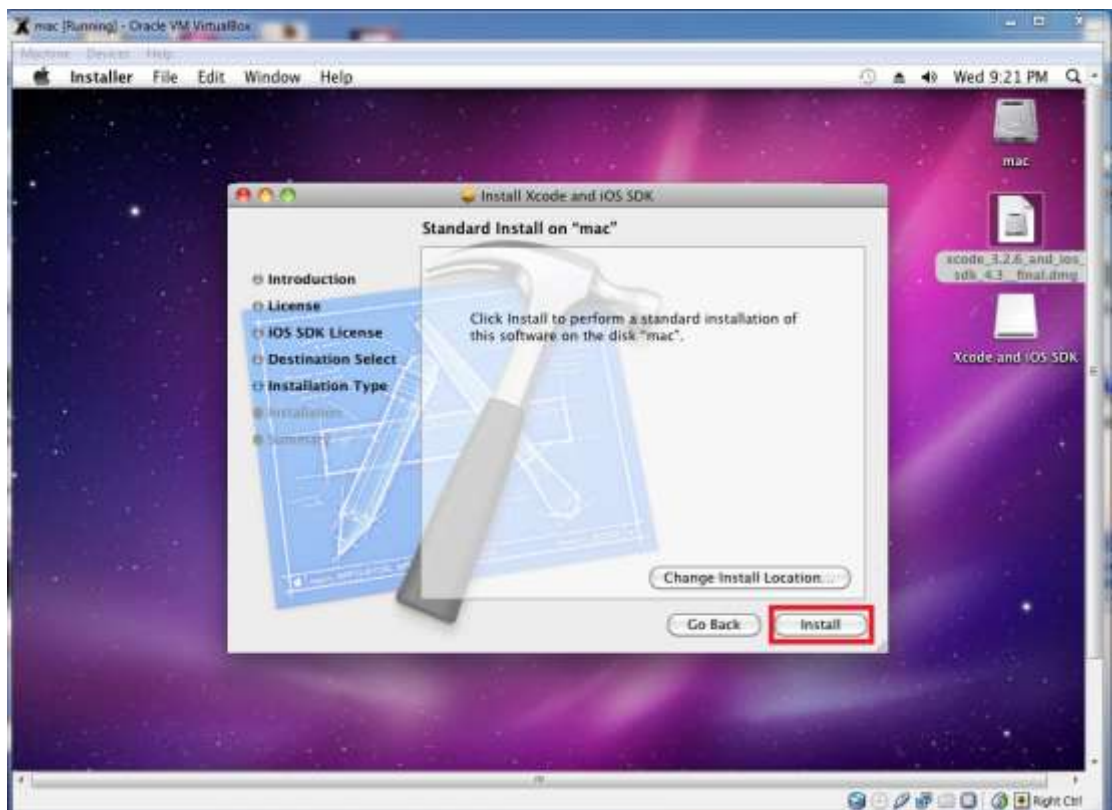 mac [Running] - Oracle VM VirtualBox
Machine Devices Help
Installer File Edit Window Help
Wed 9:21 PM
mac
xcode_3.2.6_and_ios_
sdk_4.3__final.dmg
Xcode and iOS SDK
Install Xcode and iOS SDK
Standard Install on "mac"
Introduction
License
iOS SDK License
Destination Select
Installation Type
Installation
Summary
Click Install to perform a standard installation of
this software on the disk "mac".
Change Install Location...
Go Back
Install
Right Ctrl